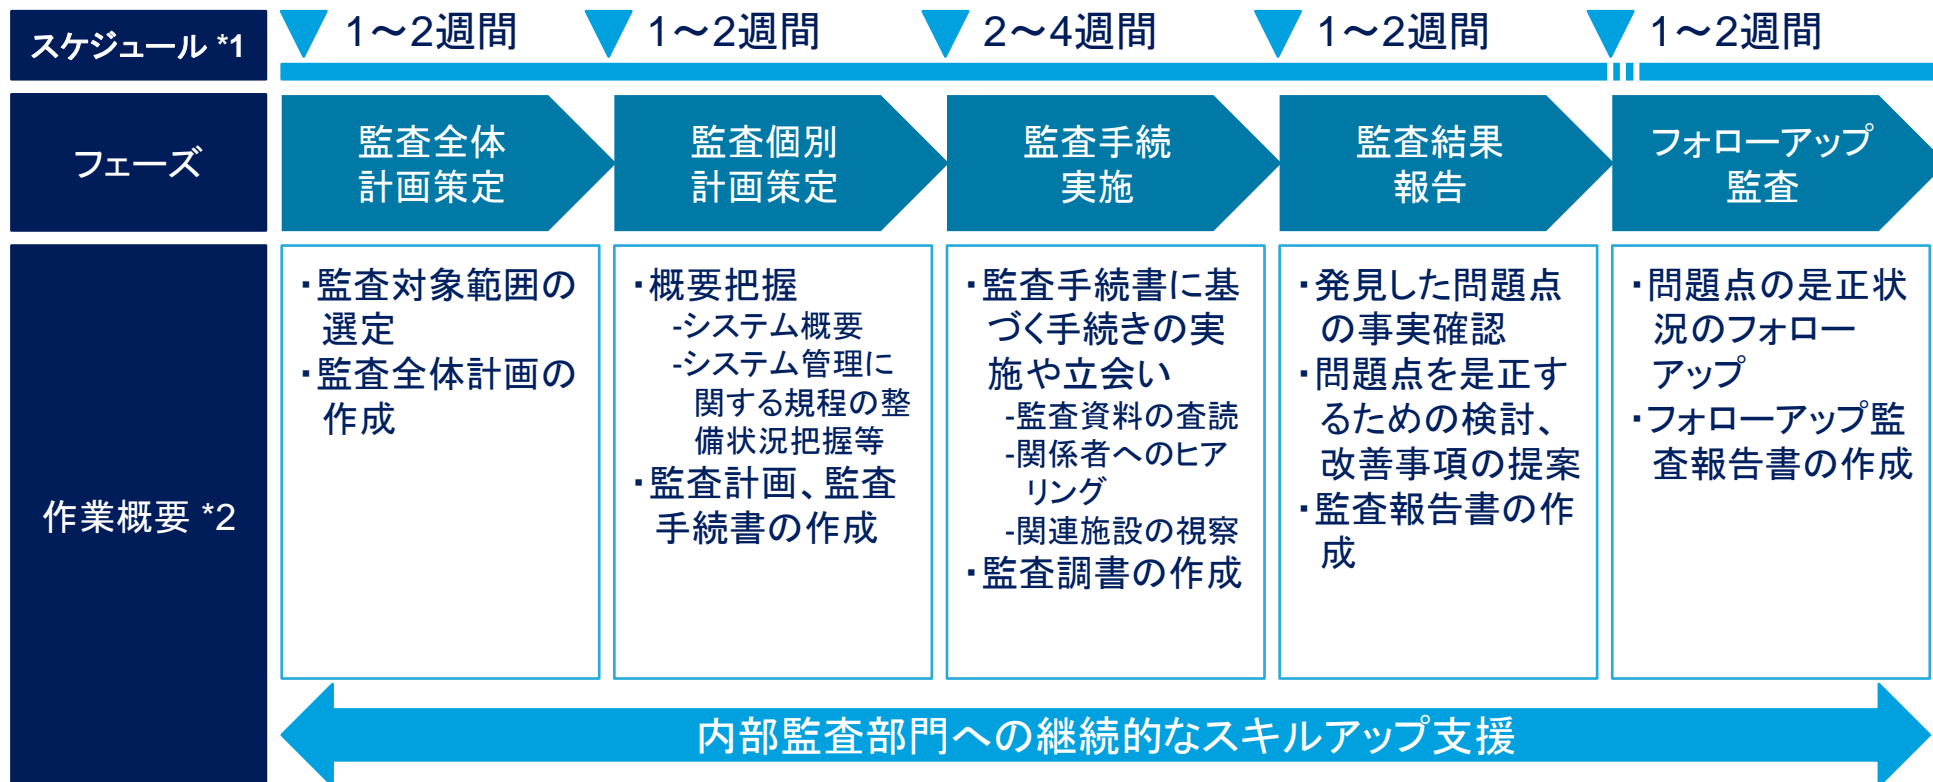 スケジュール *1
1～2週間
1～2週間
2～4週間
1～2週間
1～2週間
フェーズ
監査全体
計画策定
監査個別
計画策定
監査手続
実施
監査結果
報告
フォローアップ
監査
作業概要 *2
・監査対象範囲の
選定
・監査全体計画の
作成
・概要把握
-システム概要
-システム管理に
関する規程の整
備状況把握等
・監査計画、監査
手続書の作成
・監査手続書に基
づく手続きの実
施や立会い
-監査資料の査読
-関係者へのヒア
リング
-関連施設の視察
・監査調書の作成
・発見した問題点
の事実確認
・問題点を是正す
るための検討、
改善事項の提案
・監査報告書の作
成
・問題点の是正状
況のフォロー
アップ
・フォローアップ監
査報告書の作成
内部監査部門への継続的なスキルアップ支援